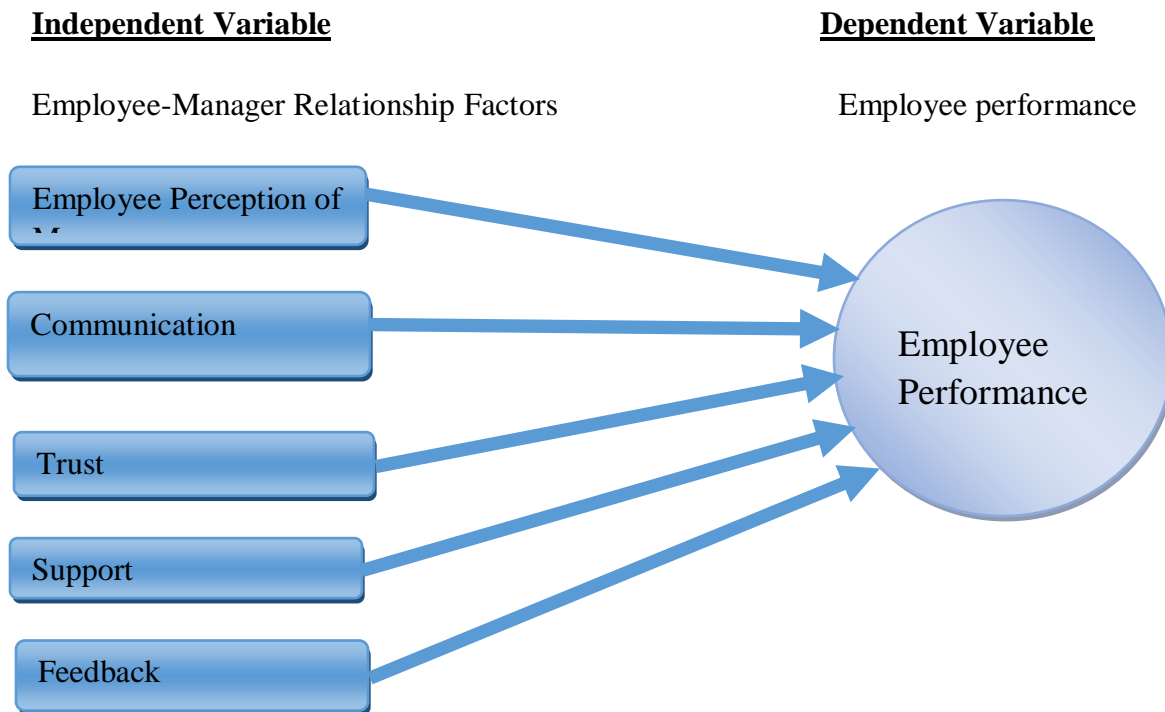 Independent Variable
Dependent Variable
Employee-Manager Relationship Factors
Employee performance
Employee Perception of
Communication
Trust
Support
Feedback
Employee
Performance